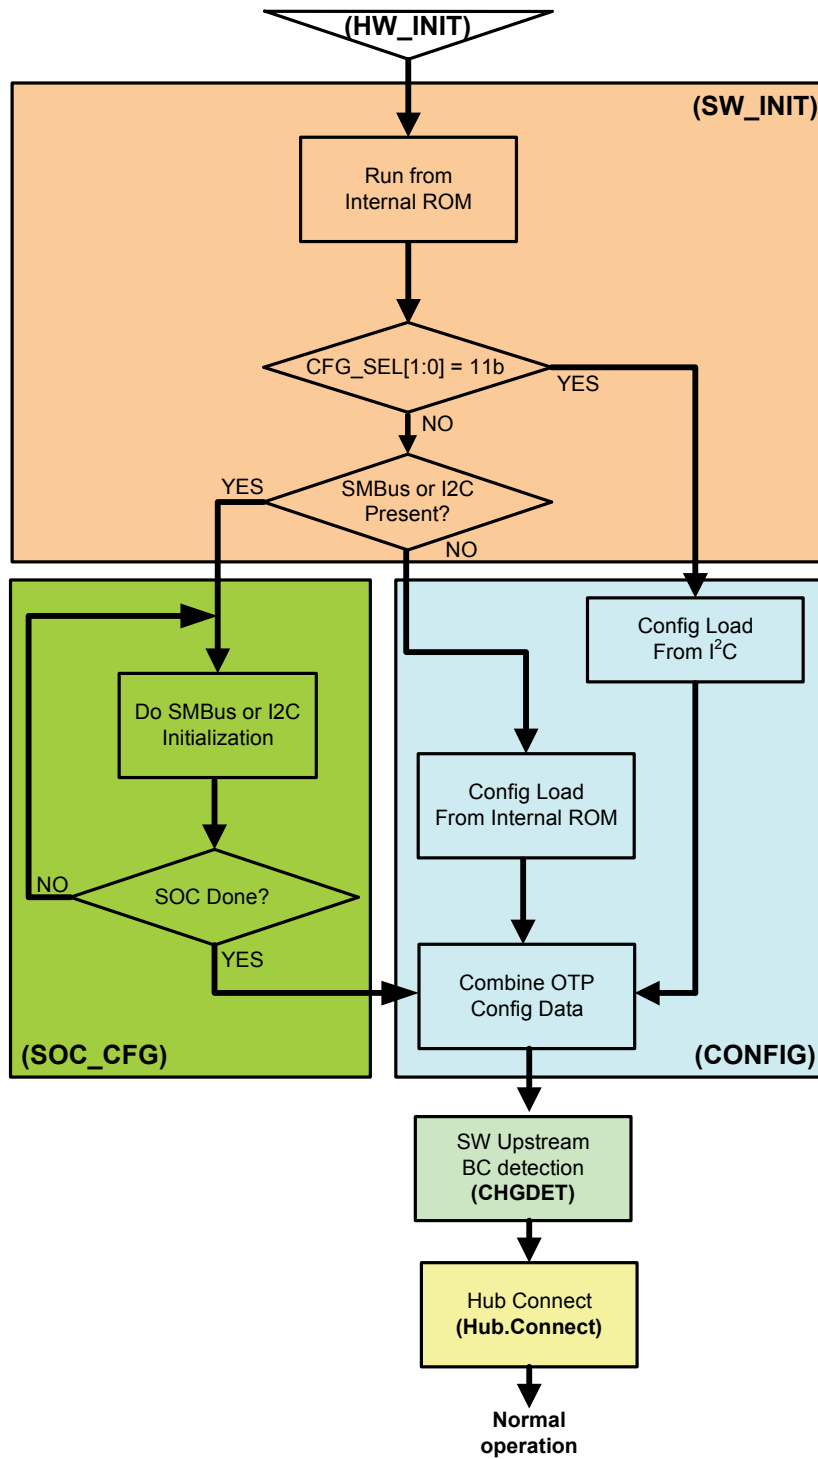 (HW_INIT)
(SW_INIT)
Run from
Internal ROM
CFG_SEL[1:0] = 11b
YES
NO
SMBus or I2C
Present?
YES
NO
Config Load
From I²C
Do SMBus or I2C
Initialization
Config Load
From Internal ROM
SOC Done?
NO
YES
Combine OTP
Config Data
(SOC_CFG)
(CONFIG)
SW Upstream
BC detection
(CHGDET)
Hub Connect
(Hub.Connect)
Normal
operation